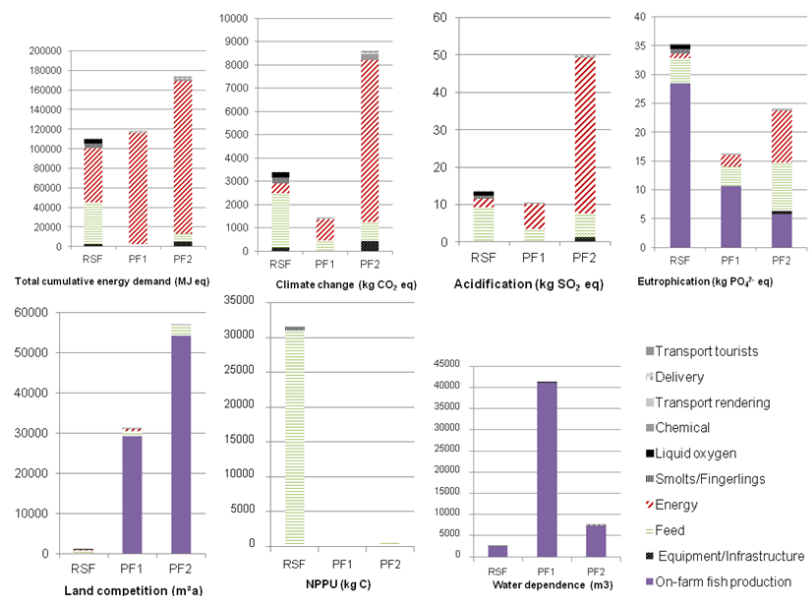 200000
180000
160000
140000
120000
100000
80000
60000
40000
20000
0
RSF PF1 PF2
Total cumulative energy demand (MJ eq)
10000
9000
8000
7000
6000
5000
4000
3000
2000
1000
0
RSF PF1 PF2
Climate change (kg CO₂ eq)
60
50
40
30
20
10
0
RSF PF1 PF2
Acidification (kg SO₂ eq)
40
35
30
25
20
15
10
5
0
RSF PF1 PF2
Eutrophication (kg PO₄²⁻ eq)
60000
50000
40000
30000
20000
10000
0
RSF PF1 PF2
Land competition (m²a)
35000
30000
25000
20000
15000
10000
5000
0
RSF PF1 PF2
NPPU (kg C)
45000
40000
35000
30000
25000
20000
15000
10000
5000
0
RSF PF1 PF2
Water dependence (m3)
Transport tourists
Delivery
Transport rendering
Chemical
Liquid oxygen
Smolts/Fingerlings
Energy
Feed
Equipment/Infrastructure
On-farm fish production